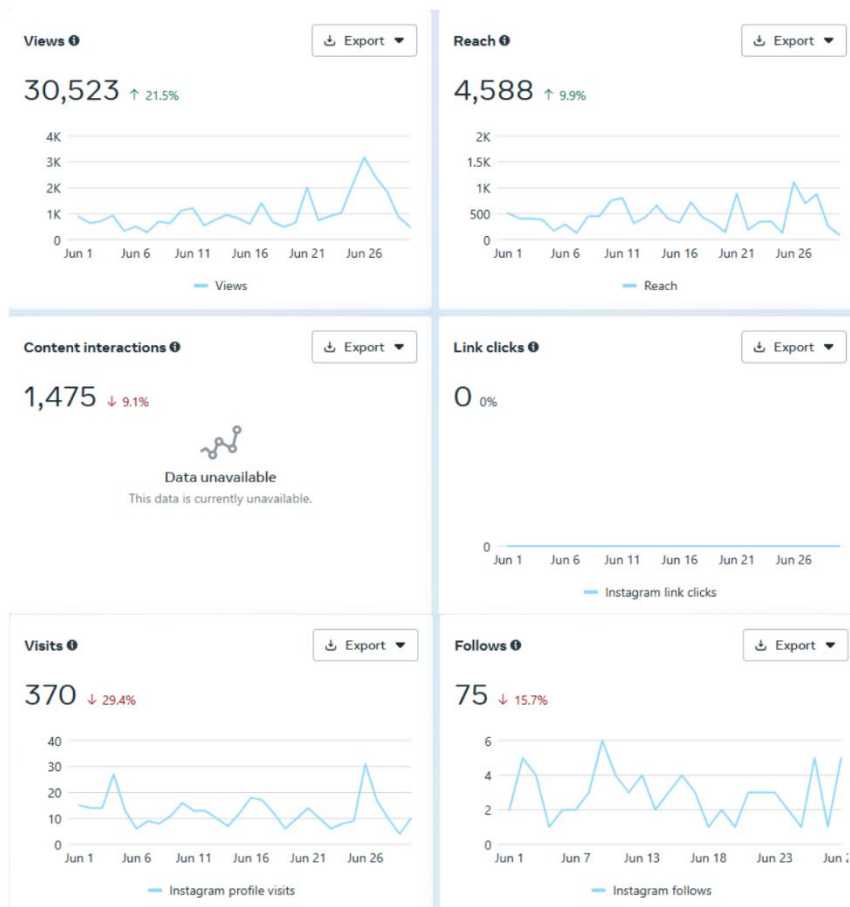 Views
Export
Reach
Export
30,523 ↑ 21.5%
4,588 ↑ 9.9%
4K
3K
2K
1K
0
Jun 1 Jun 6 Jun 11 Jun 16 Jun 21 Jun 26
Views
2K
1.5K
1K
500
0
Jun 1 Jun 6 Jun 11 Jun 16 Jun 21 Jun 26
Reach
Content interactions
Export
Link clicks
Export
1,475 ↓ 9.1%
0 0%
Data unavailable
This data is currently unavailable.
0
Jun 1 Jun 6 Jun 11 Jun 16 Jun 21 Jun 26
Instagram link clicks
Visits
Export
Follows
Export
370 ↓ 29.4%
75 ↓ 15.7%
40
30
20
10
0
Jun 1 Jun 6 Jun 11 Jun 16 Jun 21 Jun 26
Instagram profile visits
6
4
2
0
Jun 1 Jun 7 Jun 13 Jun 18 Jun 23 Jun
Instagram follows